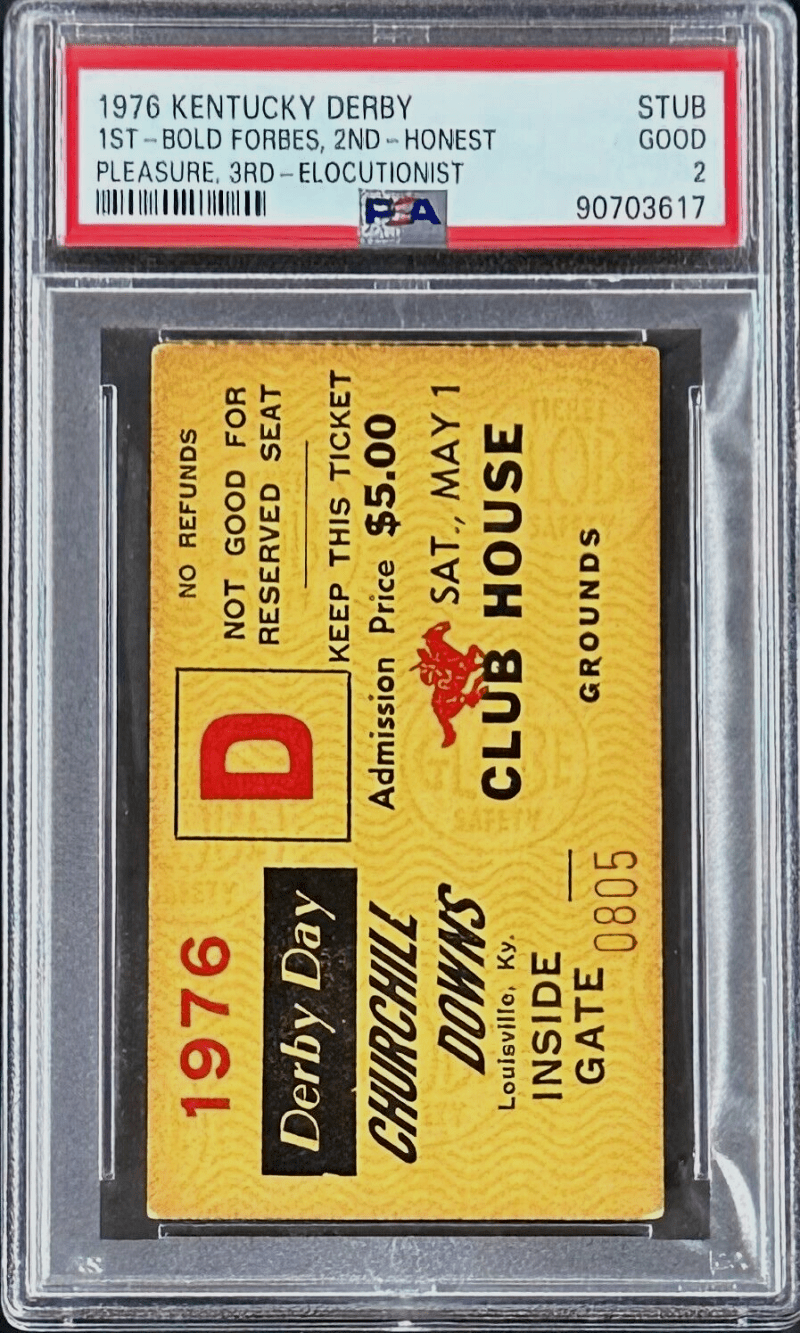 1976 KENTUCKY DERBY
STUB
1ST-BOLD FORBES, 2ND-HONEST
GOOD
PLEASURE, 3RD-ELOCUTIONIST
2
PSA
90703617
1976
Derby Day
CHURCHILL
DOWNS
Louisville, Ky.
INSIDE
GATE
0805
D
NO REFUNDS
NOT GOOD FOR
RESERVED SEAT
KEEP THIS TICKET
Admission Price $5.00
SAT., MAY 1
CLUB HOUSE
GROUNDS
GLOBE
SAFETY